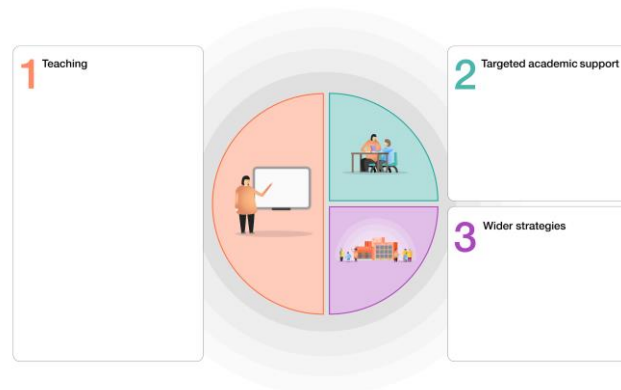 1 Teaching
2 Targeted academic support
3 Wider strategies